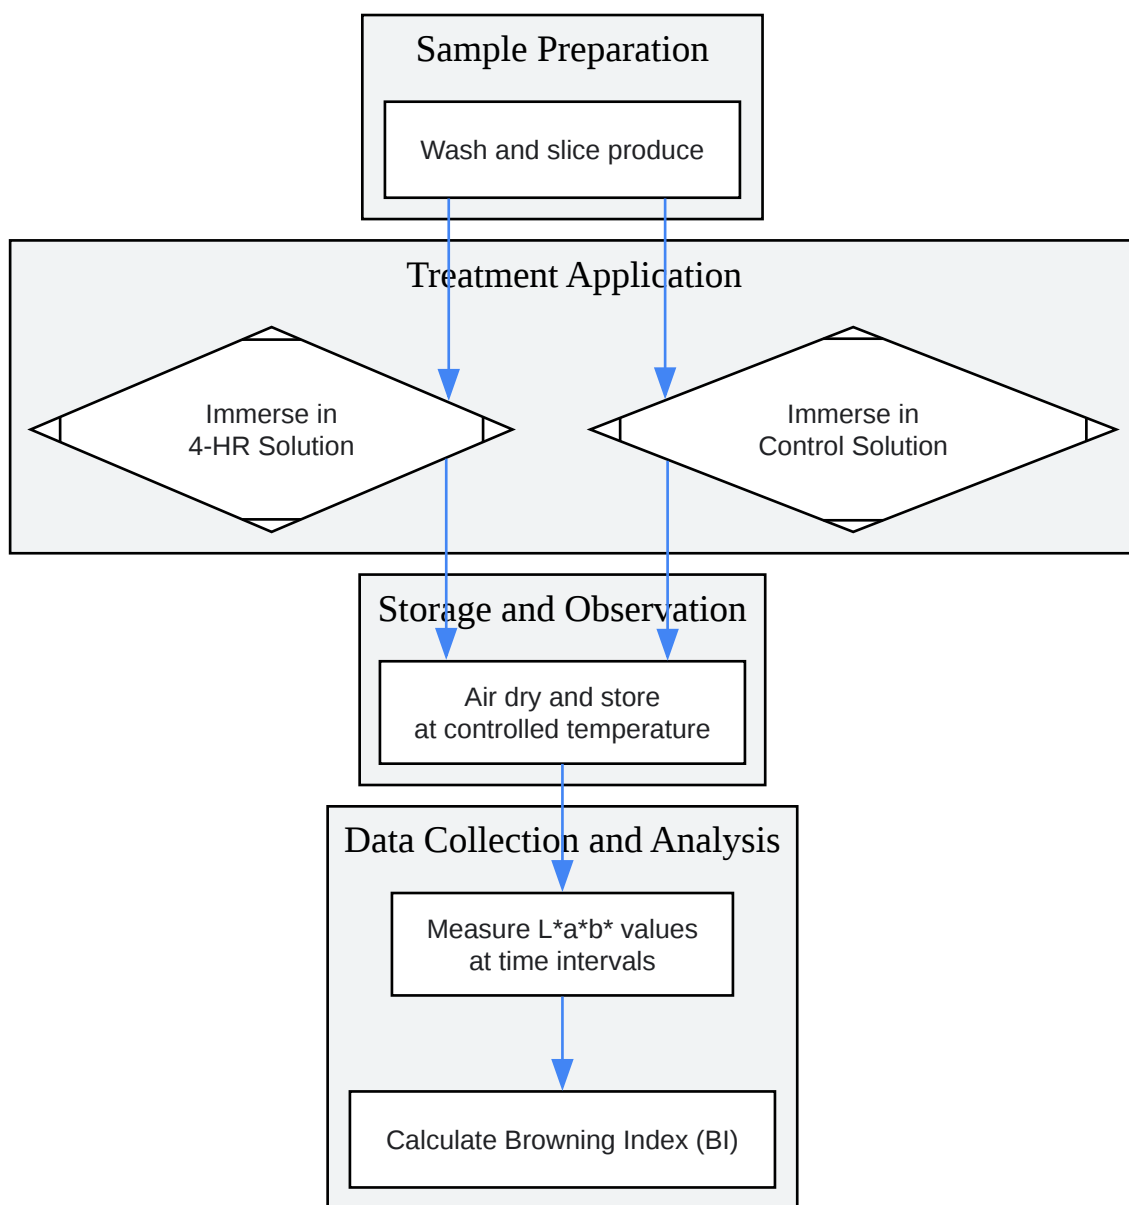 Sample Preparation
Wash and slice produce
Treatment Application
Immerse in
4-HR Solution
Immerse in
Control Solution
Storage and Observation
Air dry and store
at controlled temperature
Data Collection and Analysis
Measure L*a*b* values
at time intervals
Calculate Browning Index (BI)